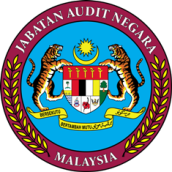 JABATAN AUDIT NEGARA
BERSEKUTU
BERTAMBAH MUTU
MALAYSIA